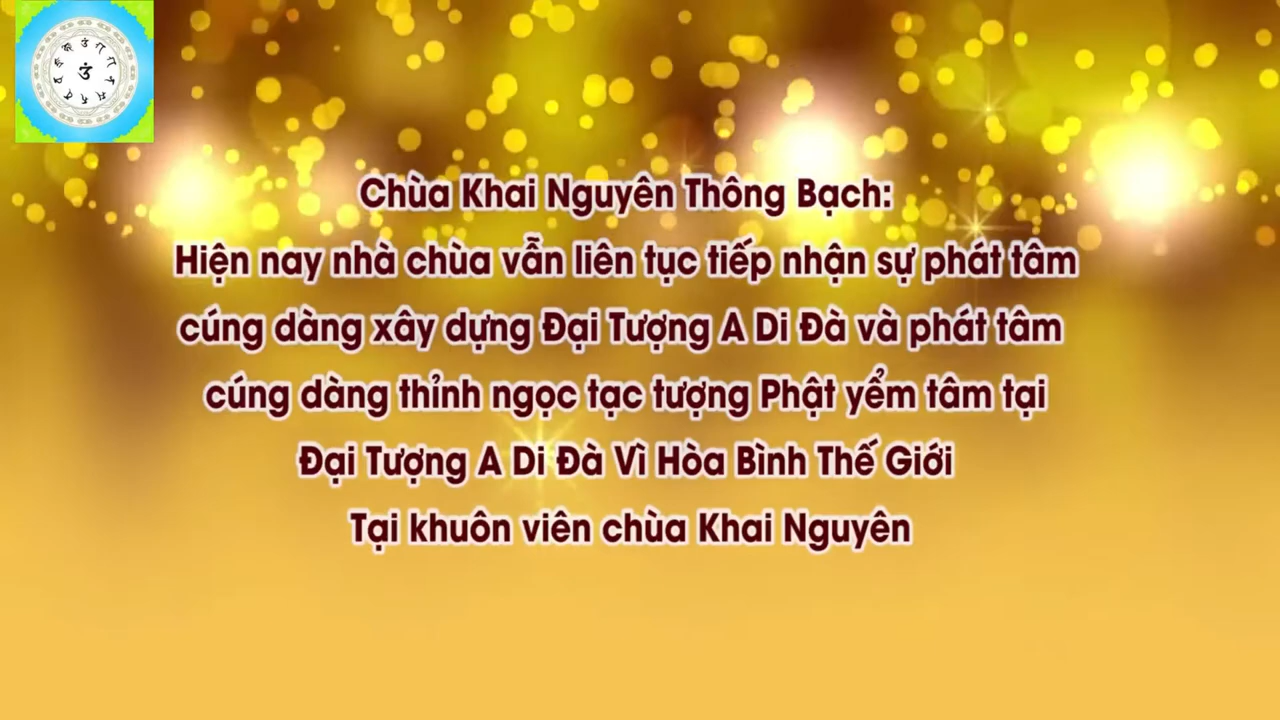 Chùa Khai Nguyên Thông Bạch:
Hiện nay nhà chùa vẫn liên tục tiếp nhận sự phát tâm
cúng dàng xây dựng Đại Tượng A Di Đà và phát tâm
cúng dàng thỉnh ngọc tạc tượng Phật yểm tâm tại
Đại Tượng A Di Đà Vì Hòa Bình Thế Giới
Tại khuôn viên chùa Khai Nguyên